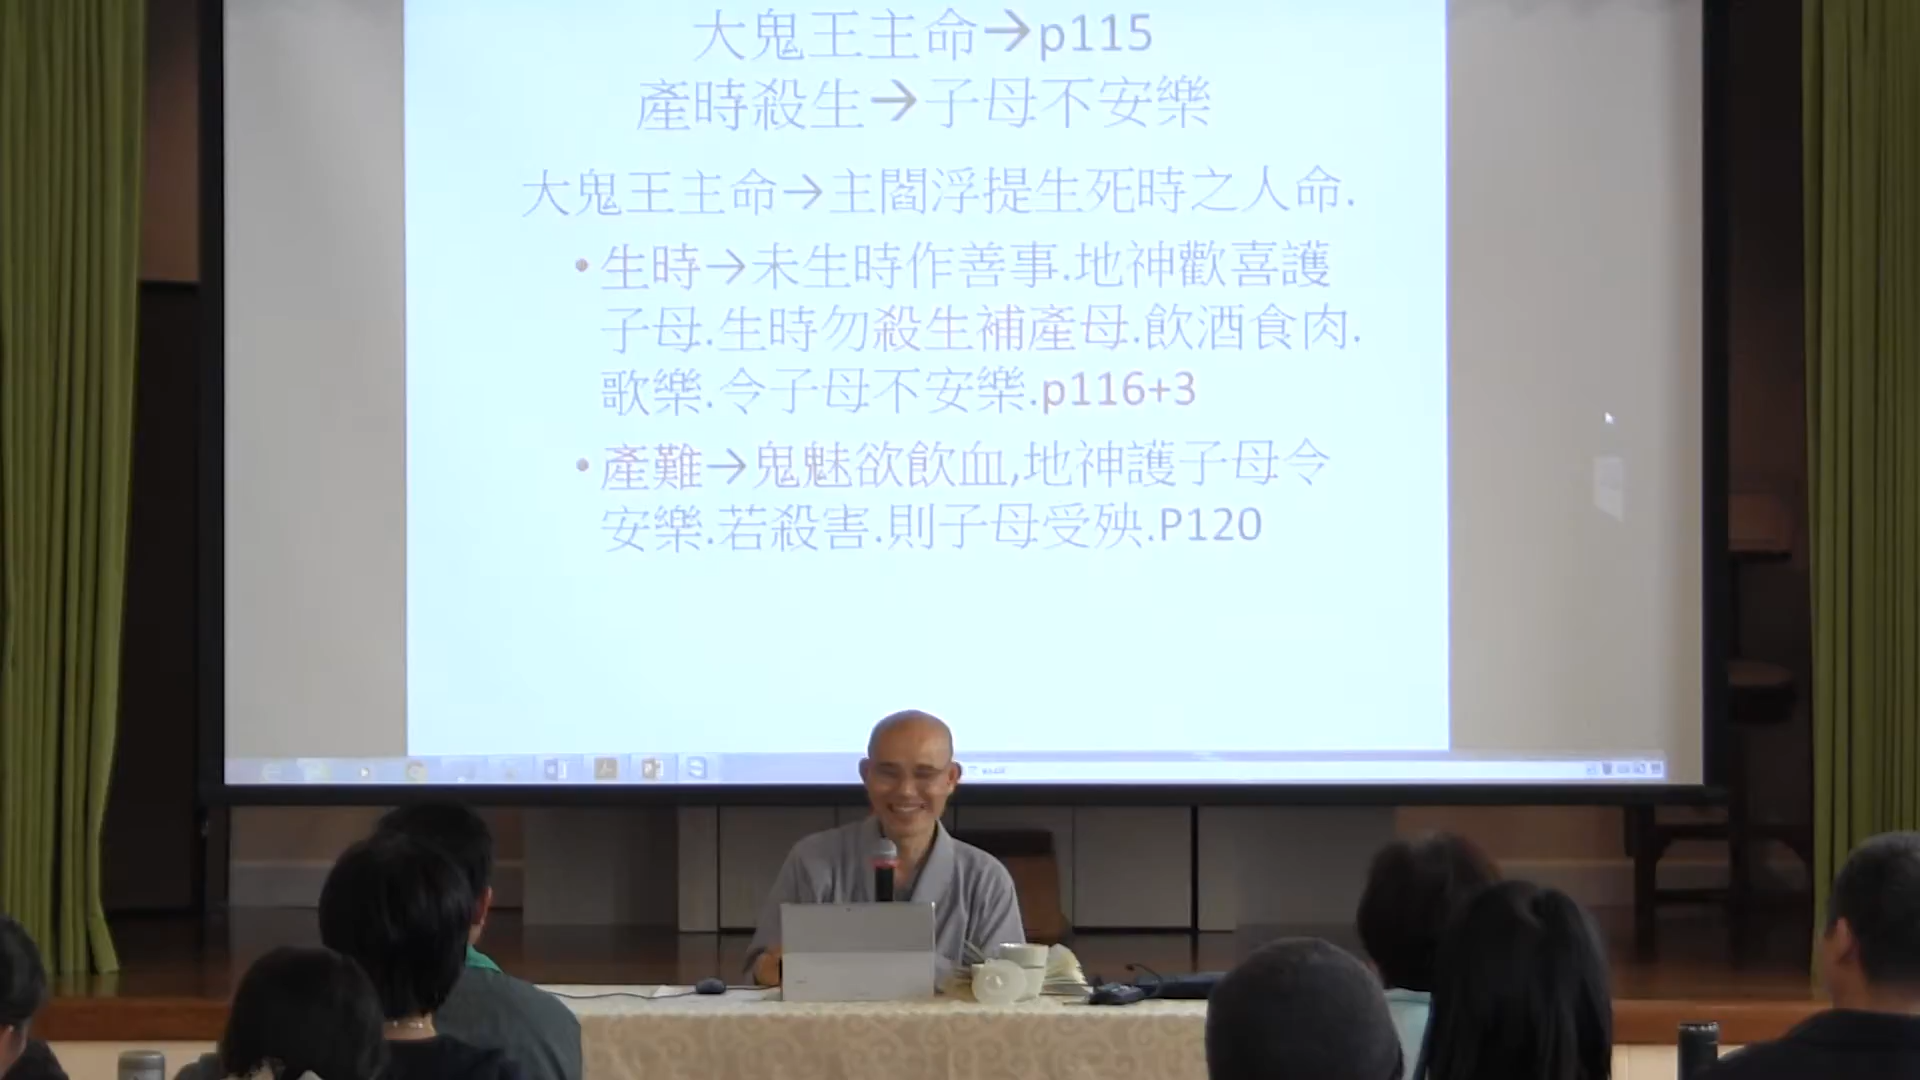 大鬼王主命→p115
產時殺生→子母不安樂
大鬼王主命→主閻浮提生死時之人命.
•生時→未生時作善事.地神歡喜護
子母.生時勿殺生補產母.飲酒食肉.
歌樂.令子母不安樂.p116+3
•產難→鬼魅欲飲血,地神護子母令
安樂.若殺害.則子母受殃.P120